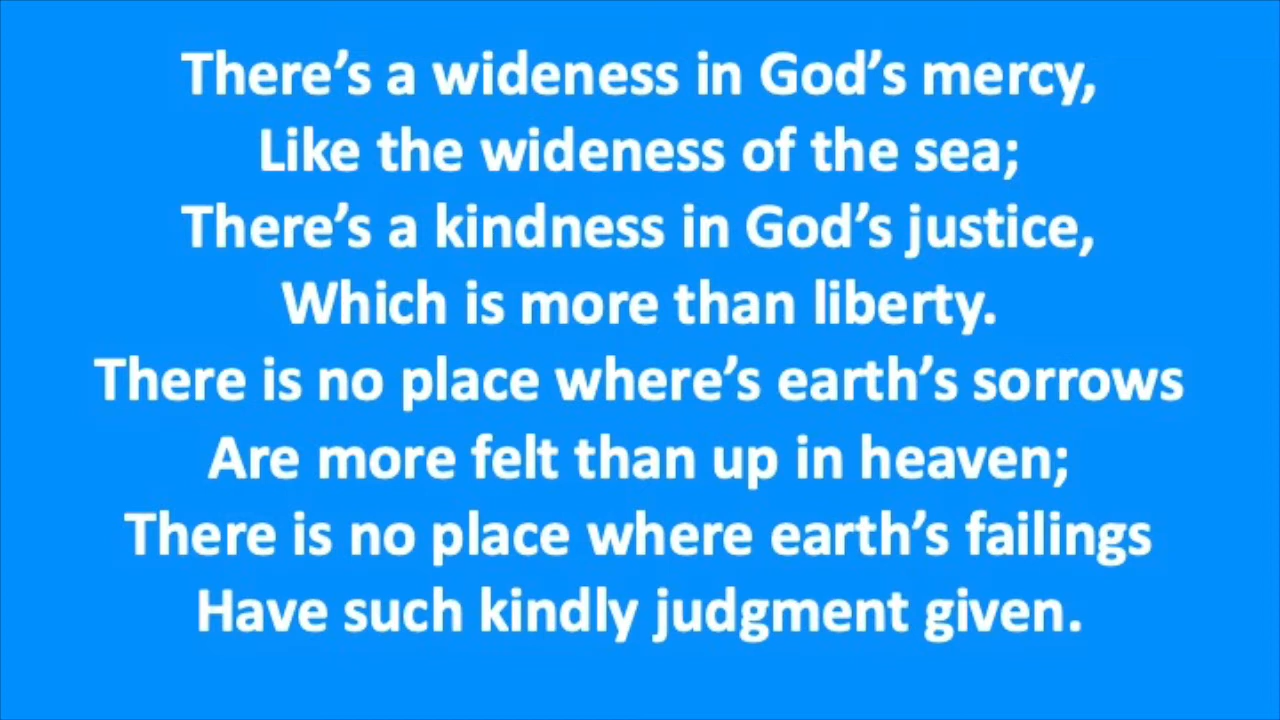 There’s a wideness in God’s mercy,
Like the wideness of the sea;
There’s a kindness in God’s justice,
Which is more than liberty.
There is no place where’s earth’s sorrows
Are more felt than up in heaven;
There is no place where earth’s failings
Have such kindly judgment given.